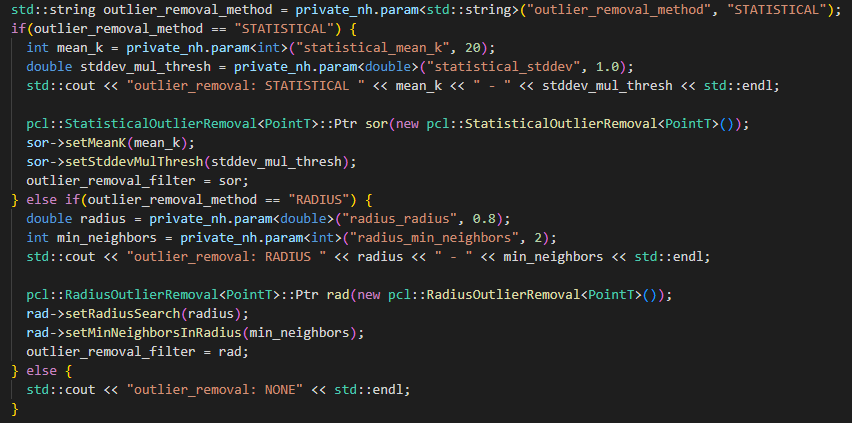 std::string outlier_removal_method = private_nh.param<std::string>("outlier_removal_method", "STATISTICAL");
if(outlier_removal_method == "STATISTICAL") {
  int mean_k = private_nh.param<int>("statistical_mean_k", 20);
  double stddev_mul_thresh = private_nh.param<double>("statistical_stddev", 1.0);
  std::cout << "outlier_removal: STATISTICAL " << mean_k << " - " << stddev_mul_thresh << std::endl;

  pcl::StatisticalOutlierRemoval<PointT>::Ptr sor(new pcl::StatisticalOutlierRemoval<PointT>());
  sor->setMeanK(mean_k);
  sor->setStddevMulThresh(stddev_mul_thresh);
  outlier_removal_filter = sor;
} else if(outlier_removal_method == "RADIUS") {
  double radius = private_nh.param<double>("radius_radius", 0.8);
  int min_neighbors = private_nh.param<int>("radius_min_neighbors", 2);
  std::cout << "outlier_removal: RADIUS " << radius << " - " << min_neighbors << std::endl;

  pcl::RadiusOutlierRemoval<PointT>::Ptr rad(new pcl::RadiusOutlierRemoval<PointT>());
  rad->setRadiusSearch(radius);
  rad->setMinNeighborsInRadius(min_neighbors);
  outlier_removal_filter = rad;
} else {
  std::cout << "outlier_removal: NONE" << std::endl;
}